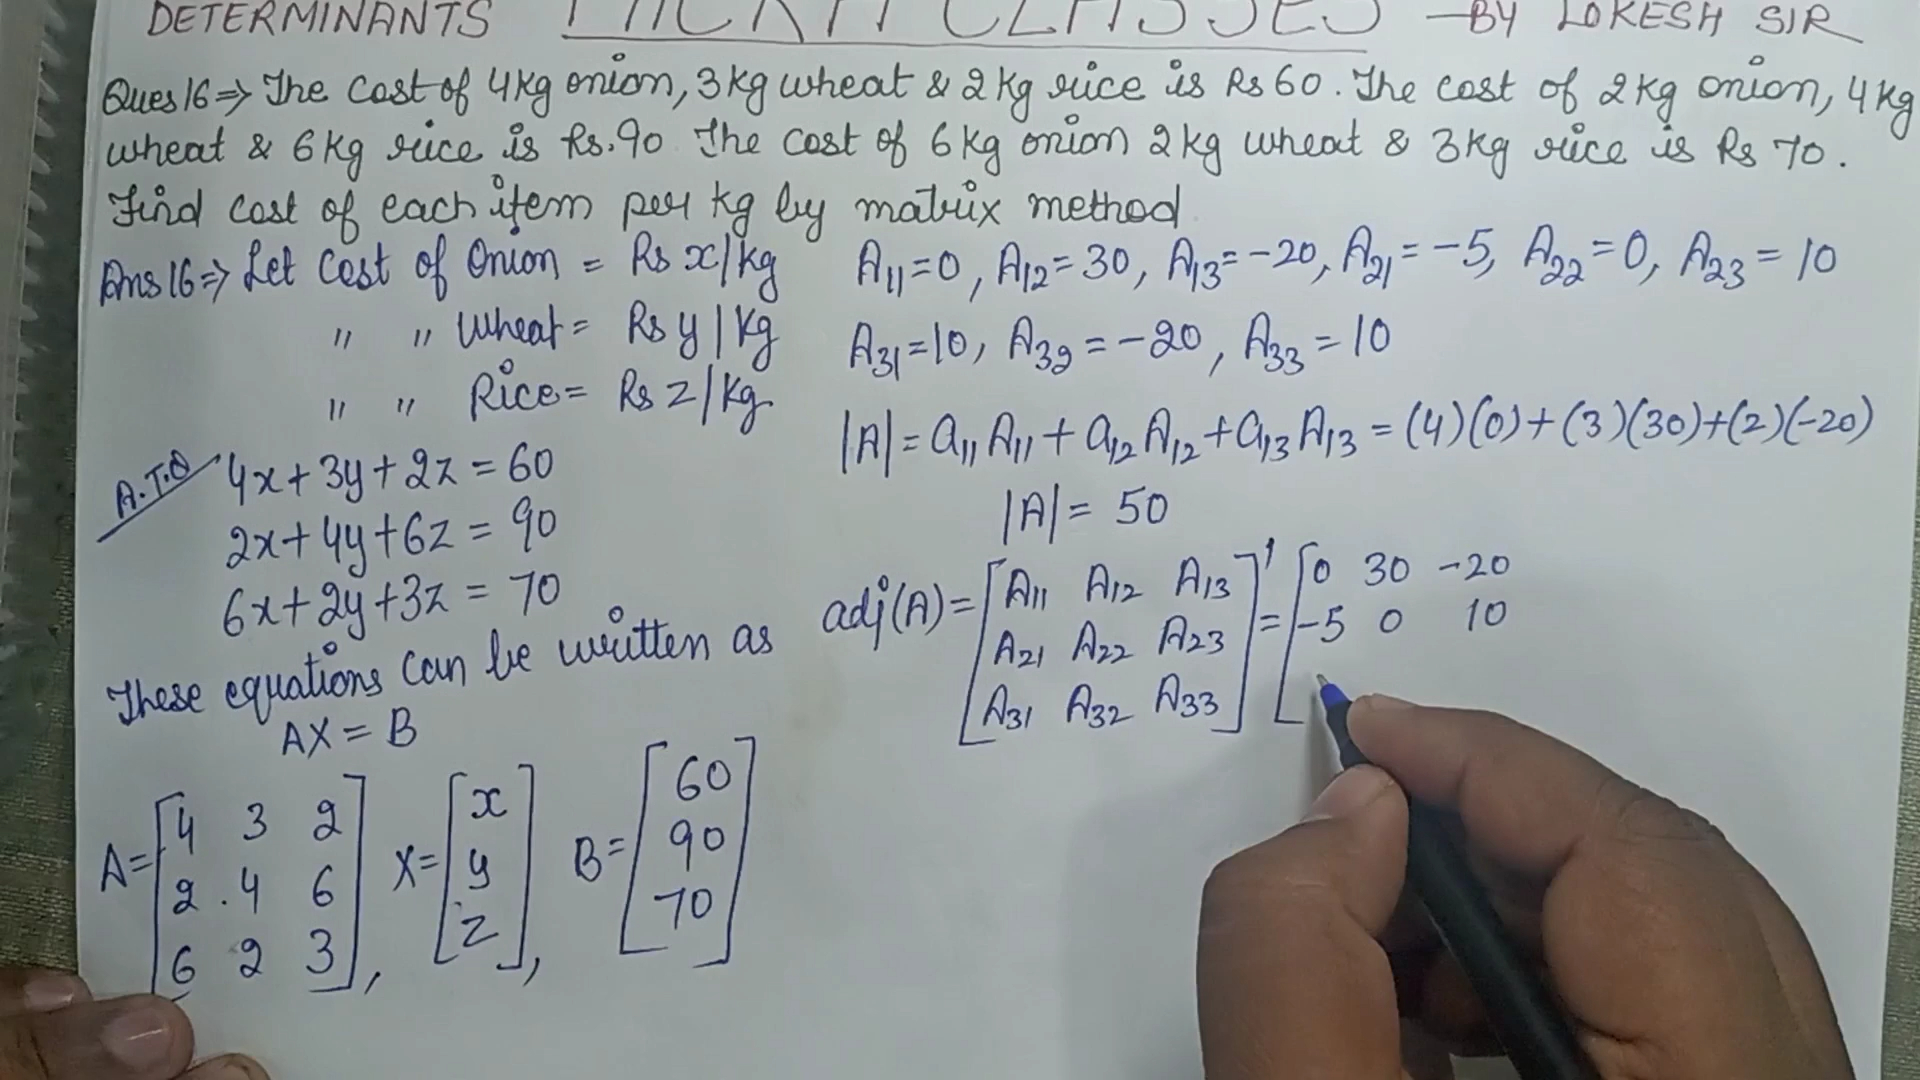 DETERMINANTS CLASSES — BY LOKESH SIR
Ques 16 ⇒ The cost of 4 kg onion, 3 kg wheat & 2 kg rice is Rs 60. The cost of 2 kg onion, 4 kg
wheat & 6 kg rice is Rs. 90 The cost of 6 kg onion 2 kg wheat & 3 kg rice is Rs 70.
Find cost of each item per kg by matrix method
Ans 16 ⇒ Let Cost of Onion = Rs x/kg
" " Wheat = Rs y/kg
" " Rice = Rs z/kg
A.T.Q 4x + 3y + 2z = 60
2x + 4y + 6z = 90
6x + 2y + 3z = 70
These equations can be written as
AX = B
A = [4 3 2
2 . 4 6
6 2 3],
X = [x
y
z],
B = [60
90
70]
A11 = 0, A12 = 30, A13 = -20, A21 = -5, A22 = 0, A23 = 10
A31 = 10, A32 = -20, A33 = 10
|A| = a11 A11 + a12 A12 + a13 A13 = (4)(0) + (3)(30) + (2)(-20)
|A| = 50
adj(A) = [A11 A12 A13
A21 A22 A23
A31 A32 A33]' = [0 30 -20
-5 0 10